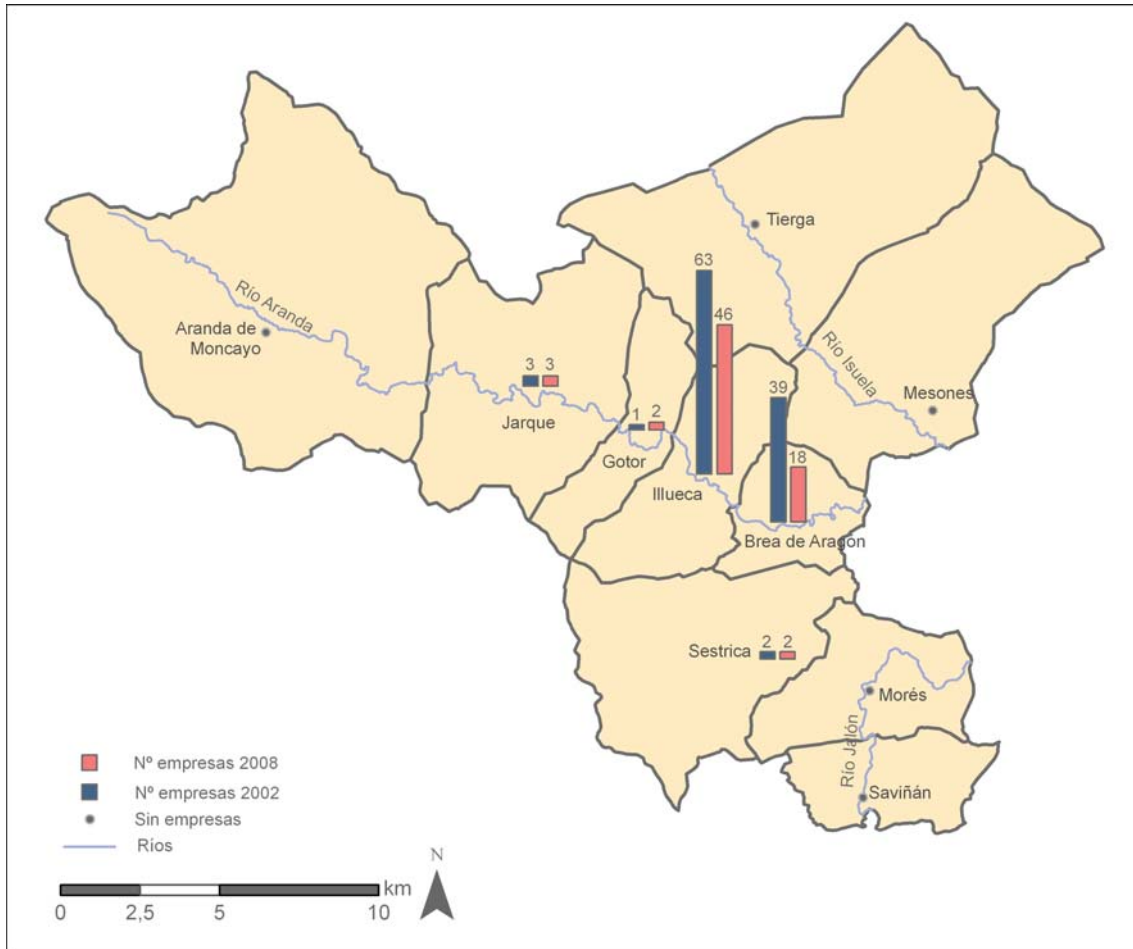 Tierga
63
Río Aranda
46
Aranda de
Moncayo
Río Isuela
3 3
39
Mesones
1 2
Jarque
Gotor
18
Illueca
Brea de Aragón
2 2
Sestrica
Morés
Río Jalón
Saviñán
Nº empresas 2008
Nº empresas 2002
Sin empresas
Ríos
N
km
0 2,5 5 10